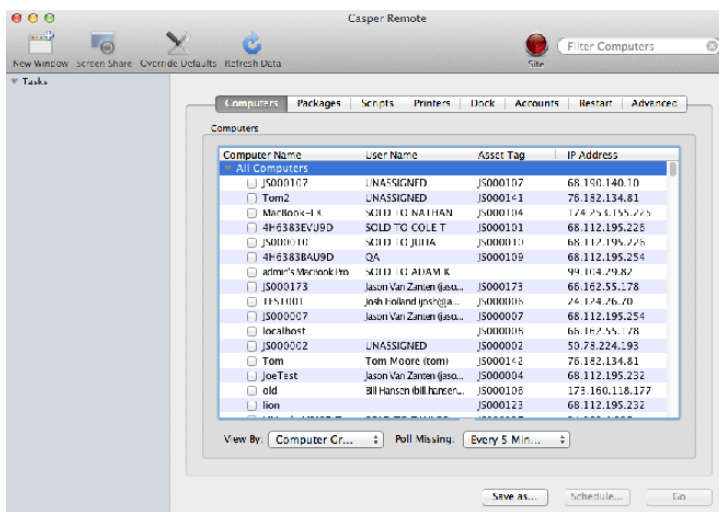 Casper Remote
New Window Screen Share Override Defaults Refresh Data Site Filter Computers
Tasks
Computers Packages Scripts Printers Dock Accounts Restart Advanced
Computers
Computer Name User Name Asset Tag IP Address
All Computers
JS000107 UNASSIGNED JS000107 68.190.140.10
Tom2 UNASSIGNED JS000141 76.182.134.81
SOLD TO NATHAN JS000104 174.253.155.225
4H6383EVU9D SOLD TO COLE T JS000101 68.112.195.226
JS000010 SOLD TO JULIA JS000010 68.112.195.226
4H6383BAU9D QA JS000109 68.112.195.254
admin's MacBook Pro SOLD TO ADAM K 99.104.29.82
JS000173 Jason Van Zanten (jaso... JS000173 66.162.55.178
TEST001 Josh Holland (josh@a... JS000006 24.124.26.70
JS000007 Jason Van Zanten (jaso... JS000007 68.112.195.254
localhost JS000008 66.162.55.178
JS000002 UNASSIGNED JS000002 50.78.224.193
Tom Tom Moore (tom) JS000142 76.182.134.81
JoeTest Jason Van Zanten (jaso... JS000004 68.112.195.232
old Bill Hansen (bill.hansen... JS000106 173.160.118.177
lion JS000123 68.112.195.232
View By: Computer Gr... Poll Missing: Every 5 Min...
Save as... Schedule... Go